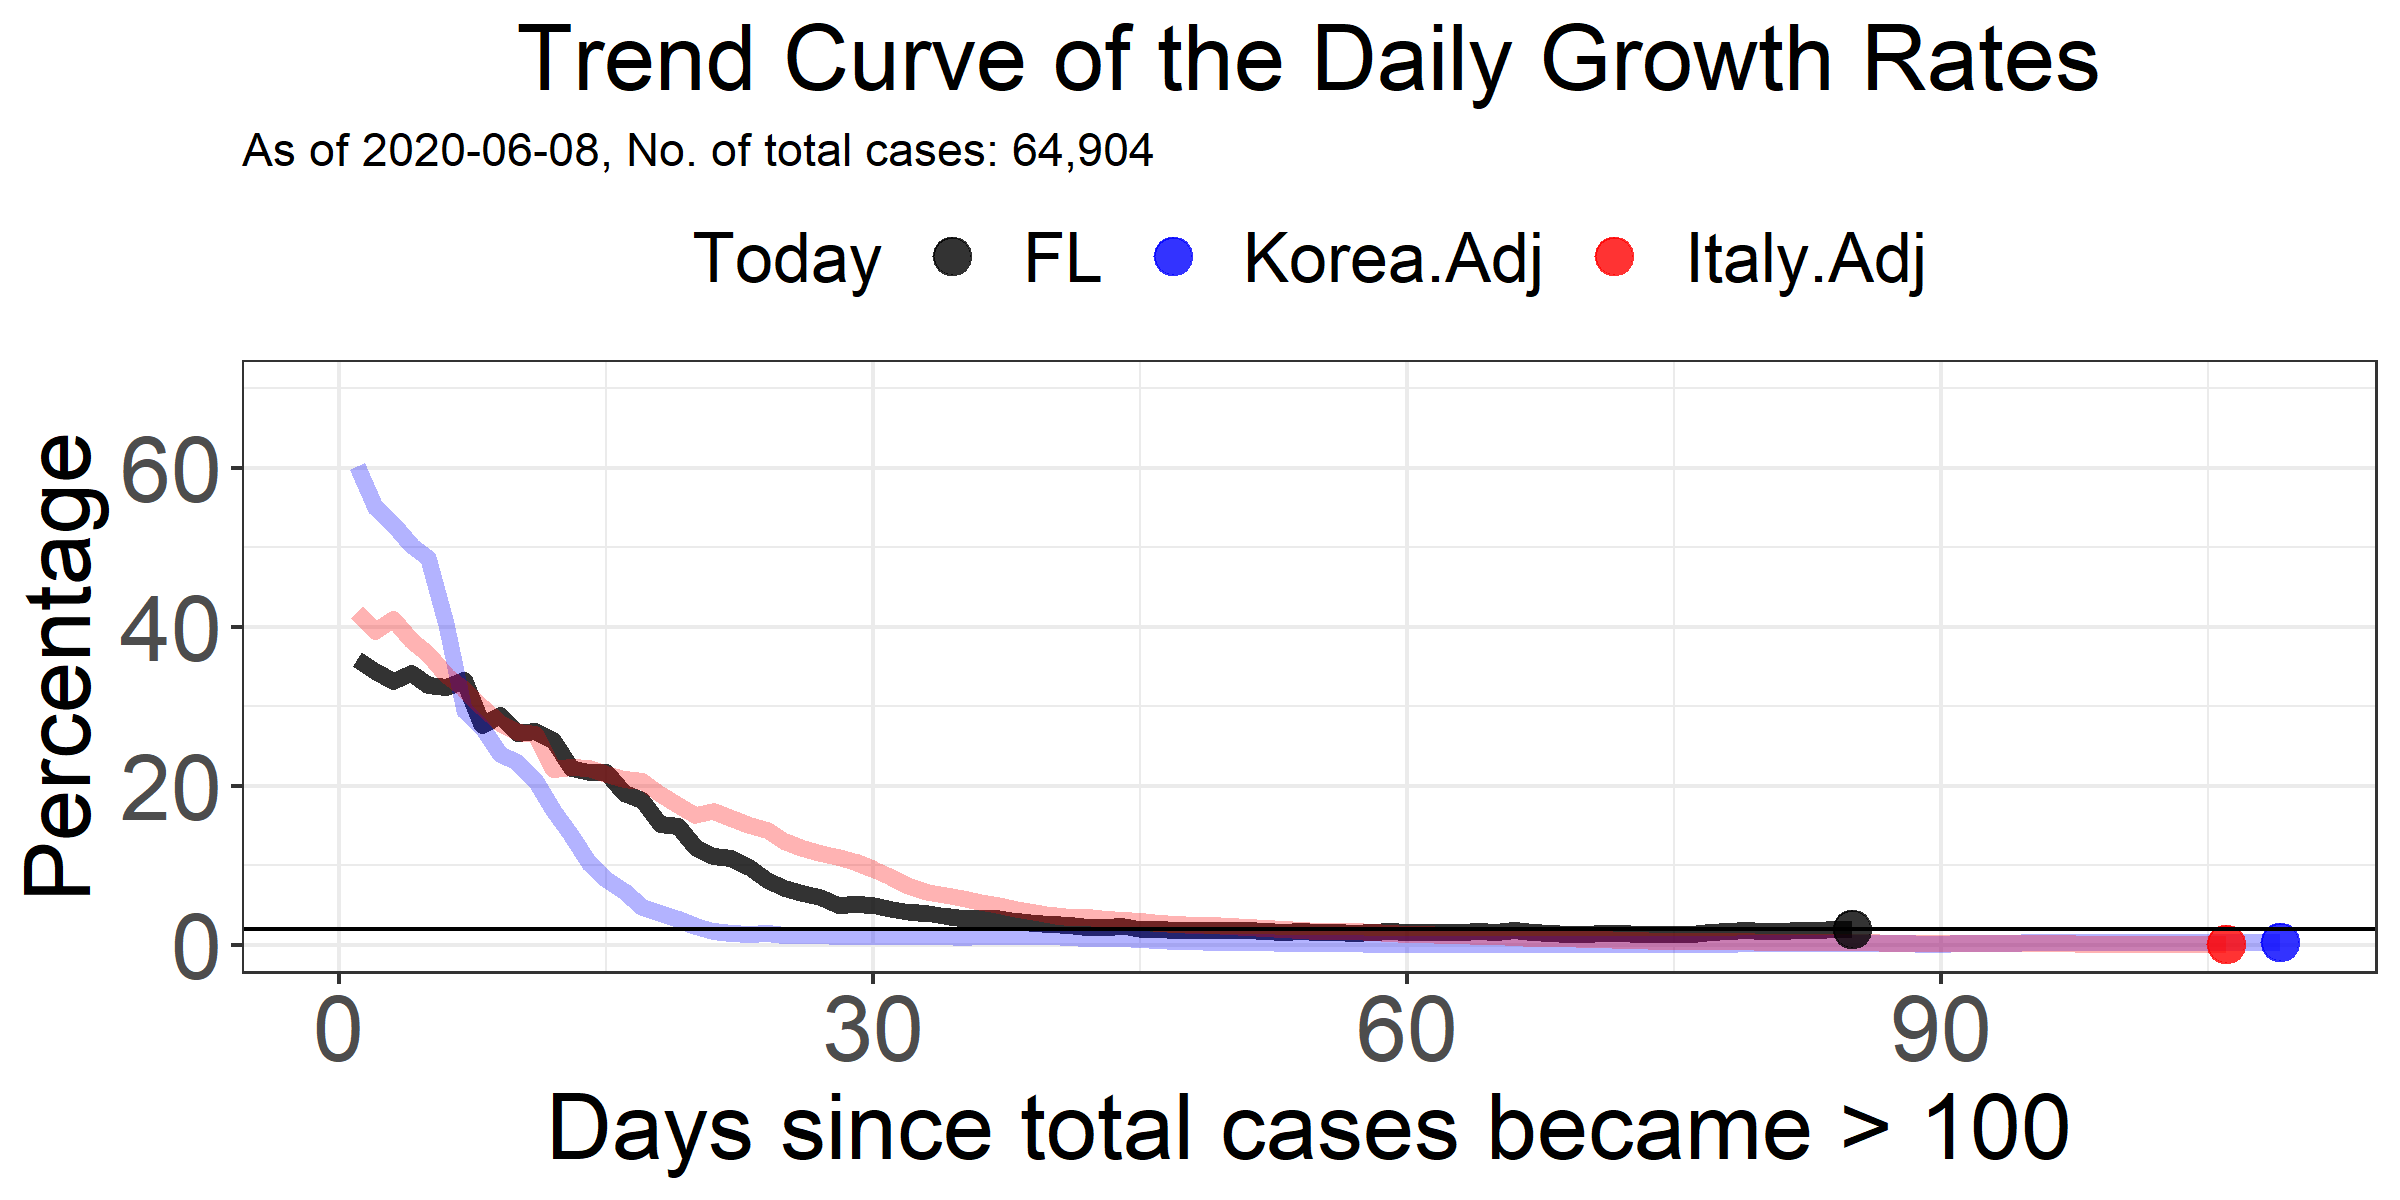 Trend Curve of the Daily Growth Rates
As of 2020-06-08, No. of total cases: 64,904
Today FL Korea.Adj Italy.Adj
Percentage
60
40
20
0
0 30 60 90
Days since total cases became > 100